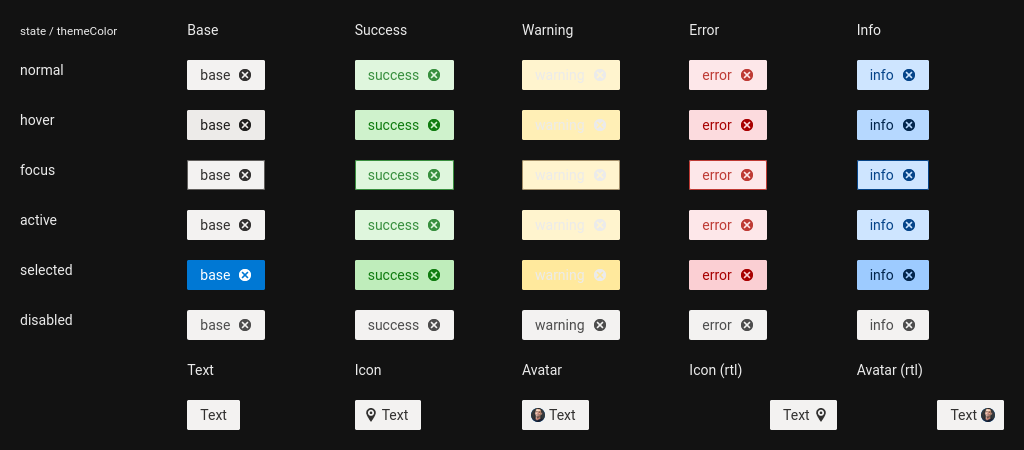 state / themeColor Base Success Warning Error Info
normal base success warning error info
hover base success warning error info
focus base success warning error info
active base success warning error info
selected base success warning error info
disabled base success warning error info
Text Icon Avatar Icon (rtl) Avatar (rtl)
Text Text Text Text Text